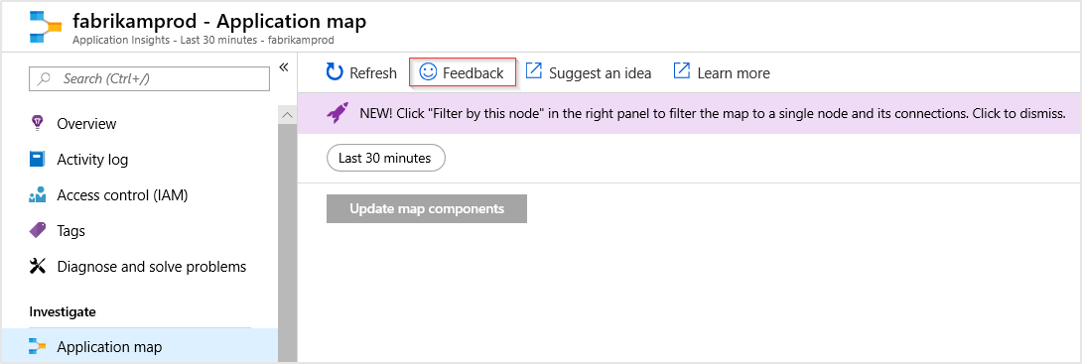 fabrikamprod - Application map
Application Insights - Last 30 minutes - fabrikamprod
Search (Ctrl+/)
«
Overview
Activity log
Access control (IAM)
Tags
Diagnose and solve problems
Investigate
Application map
Refresh Feedback Suggest an idea Learn more
NEW! Click "Filter by this node" in the right panel to filter the map to a single node and its connections. Click to dismiss.
Last 30 minutes
Update map components